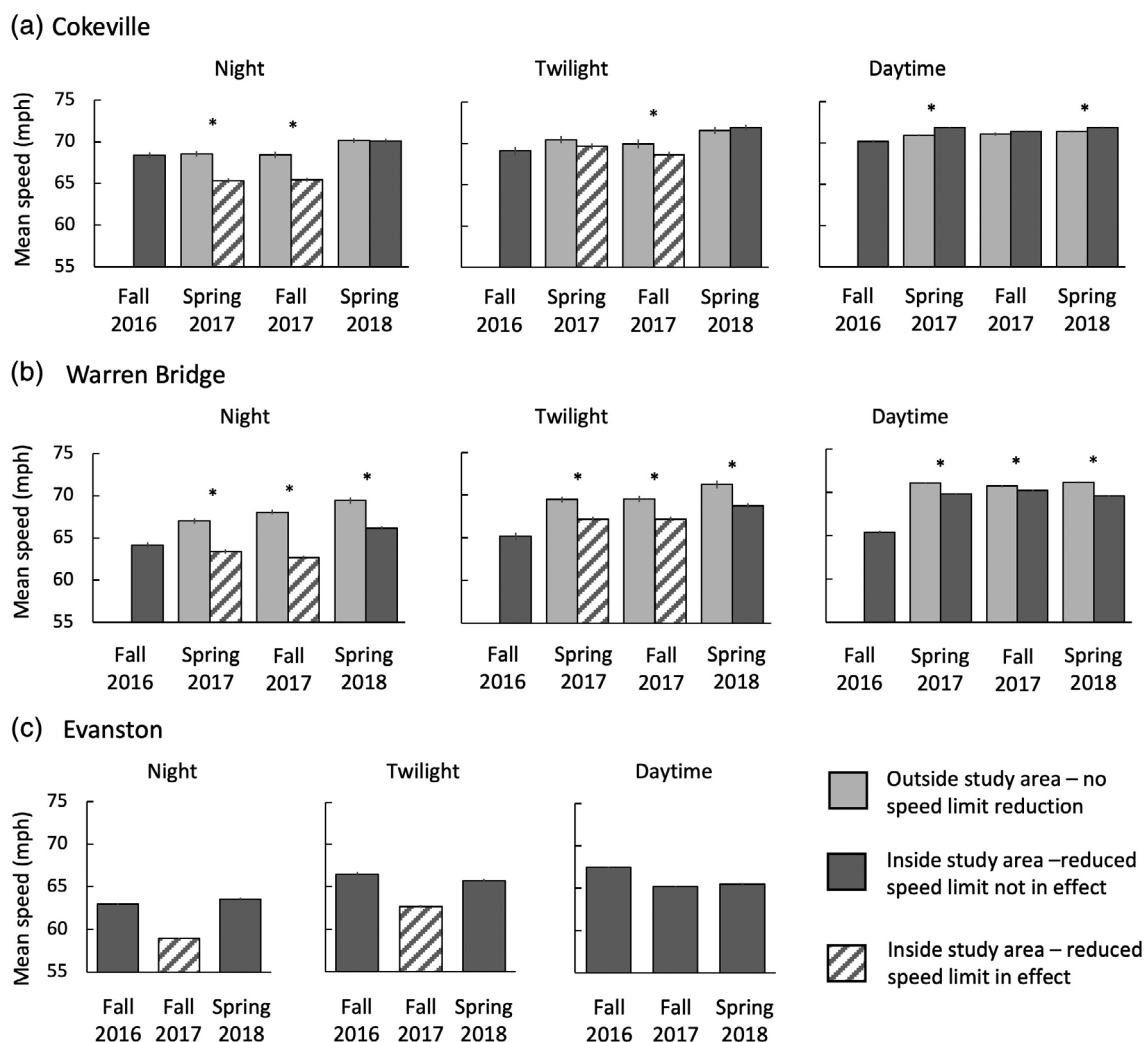 (a) Cokeville
Night
Twilight
Daytime
Mean speed (mph)
75
70
65
60
55
*
*
*
*
*
Fall
2016
Spring
2017
Fall
2017
Spring
2018
Fall
2016
Spring
2017
Fall
2017
Spring
2018
Fall
2016
Spring
2017
Fall
2017
Spring
2018
(b) Warren Bridge
Night
Twilight
Daytime
Mean speed (mph)
75
70
65
60
55
*
*
*
*
*
*
*
*
*
Fall
2016
Spring
2017
Fall
2017
Spring
2018
Fall
2016
Spring
2017
Fall
2017
Spring
2018
Fall
2016
Spring
2017
Fall
2017
Spring
2018
(c) Evanston
Night
Twilight
Daytime
Mean speed (mph)
75
70
65
60
55
Fall
2016
Fall
2017
Spring
2018
Fall
2016
Fall
2017
Spring
2018
Fall
2016
Fall
2017
Spring
2018
Outside study area – no
speed limit reduction
Inside study area –reduced
speed limit not in effect
Inside study area – reduced
speed limit in effect